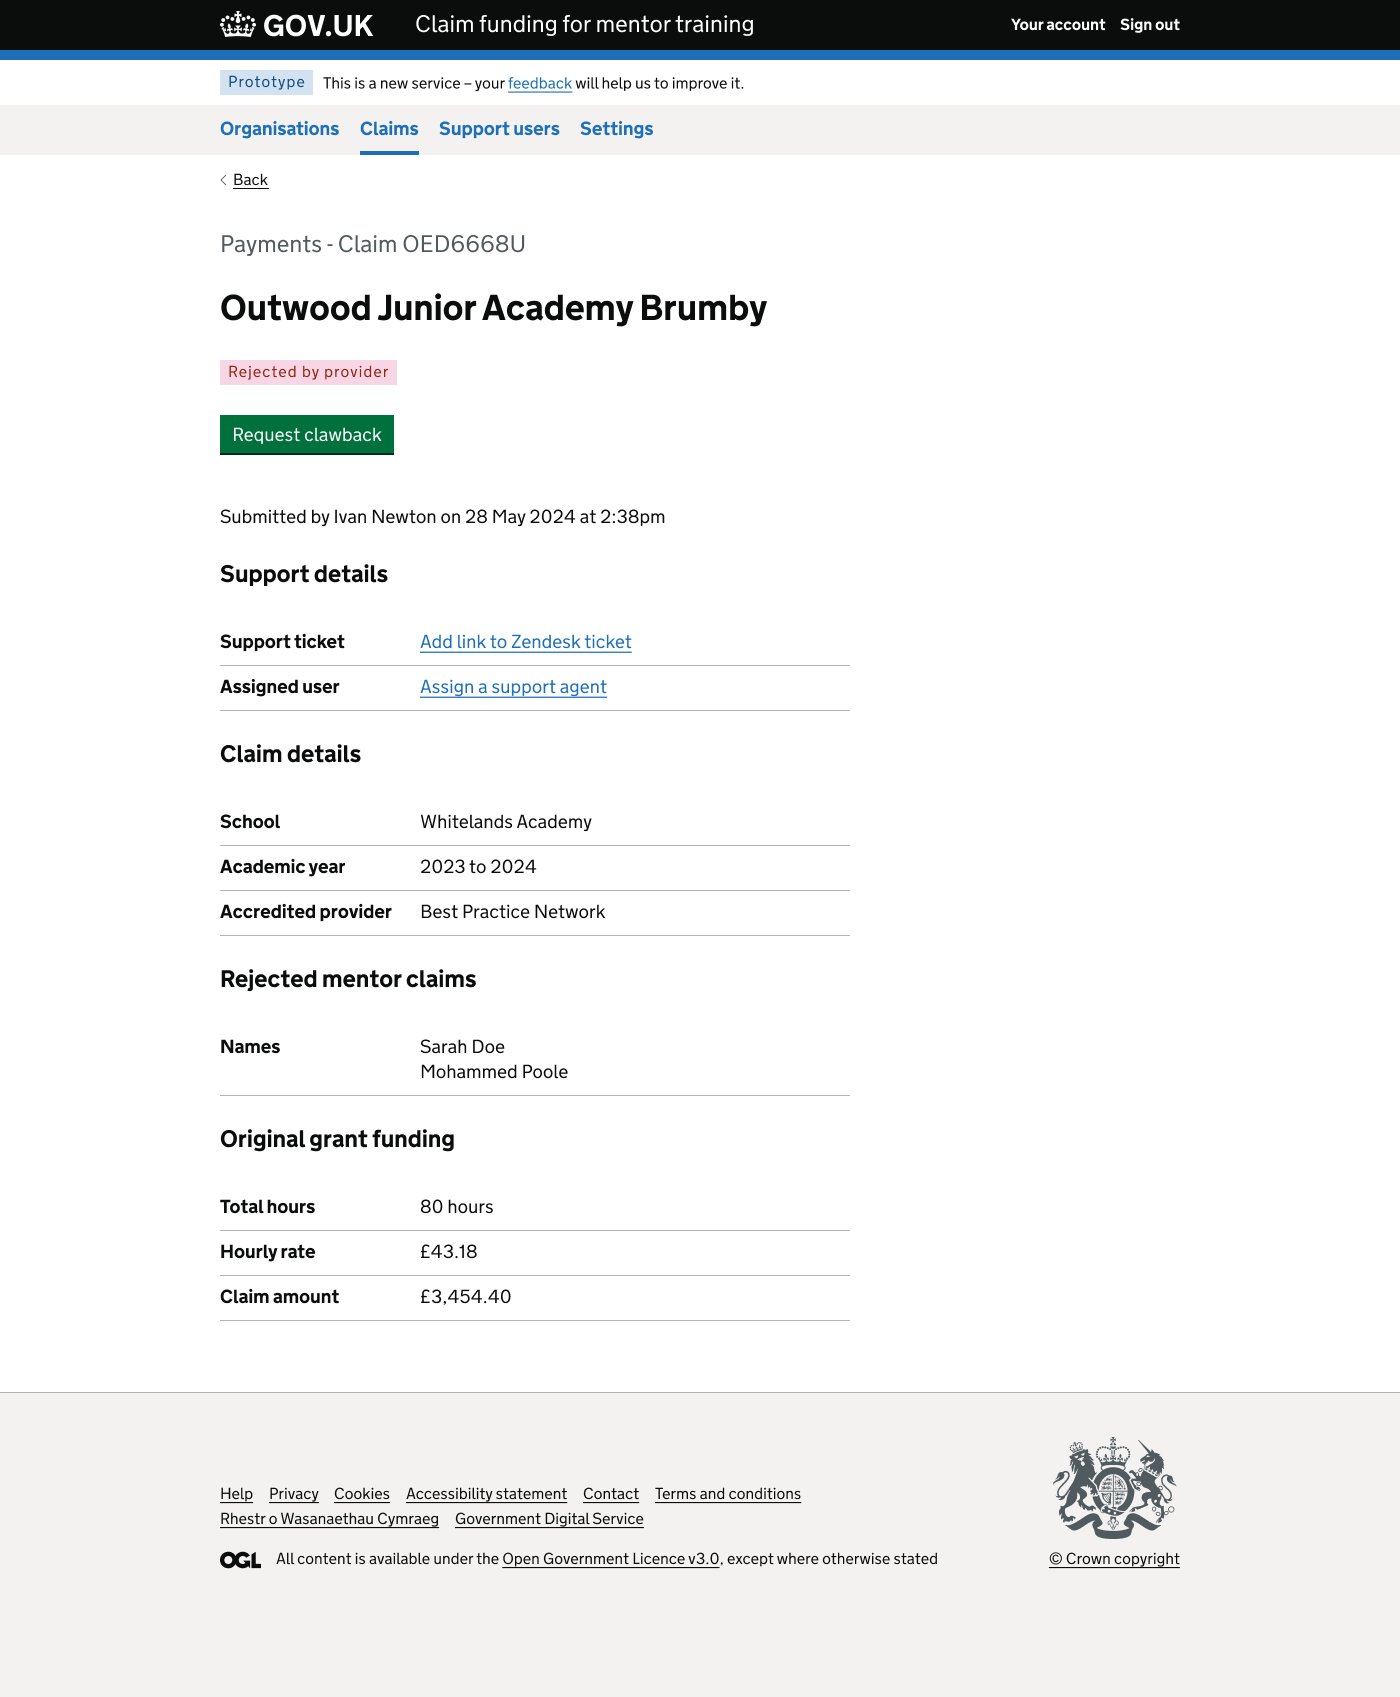 GOV.UK Claim funding for mentor training Your account Sign out
Prototype This is a new service – your feedback will help us to improve it.
Organisations Claims Support users Settings
Back
Payments - Claim OED6668U
Outwood Junior Academy Brumby
Rejected by provider
Request clawback
Submitted by Ivan Newton on 28 May 2024 at 2:38pm
Support details
Support ticket Add link to Zendesk ticket
Assigned user Assign a support agent
Claim details
School Whitelands Academy
Academic year 2023 to 2024
Accredited provider Best Practice Network
Rejected mentor claims
Names Sarah Doe
Mohammed Poole
Original grant funding
Total hours 80 hours
Hourly rate £43.18
Claim amount £3,454.40
Help Privacy Cookies Accessibility statement Contact Terms and conditions
Rhestr o Wasanaethau Cymraeg Government Digital Service
OGL All content is available under the Open Government Licence v3.0, except where otherwise stated
© Crown copyright